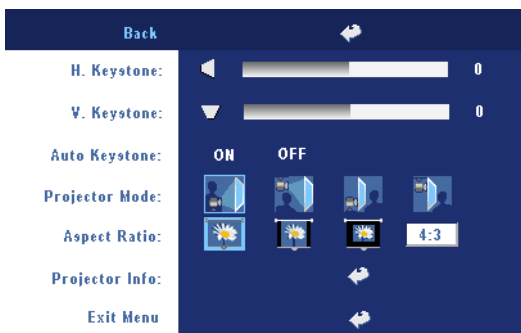 Back
H. Keystone: 0
V. Keystone: 0
Auto Keystone: ON OFF
Projector Mode:
Aspect Ratio: 4:3
Projector Info:
Exit Menu